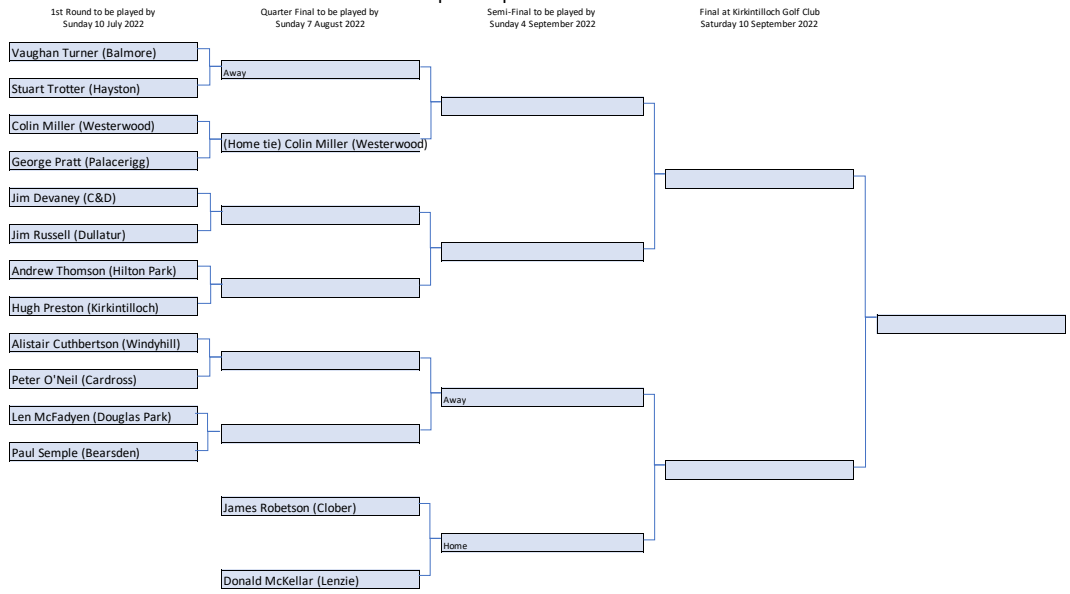 1st Round to be played by
Sunday 10 July 2022
Quarter Final to be played by
Sunday 7 August 2022
Semi-Final to be played by
Sunday 4 September 2022
Final at Kirkintilloch Golf Club
Saturday 10 September 2022
Vaughan Turner (Balmore)
Away
Stuart Trotter (Hayston)
Colin Miller (Westerwood)
(Home tie) Colin Miller (Westerwood)
George Pratt (Palacerigg)
Jim Devaney (C&D)
Jim Russell (Dullatur)
Andrew Thomson (Hilton Park)
Hugh Preston (Kirkintilloch)
Alistair Cuthbertson (Windyhill)
Peter O'Neil (Cardross)
Away
Len McFadyen (Douglas Park)
Paul Semple (Bearsden)
James Robetson (Clober)
Home
Donald McKellar (Lenzie)